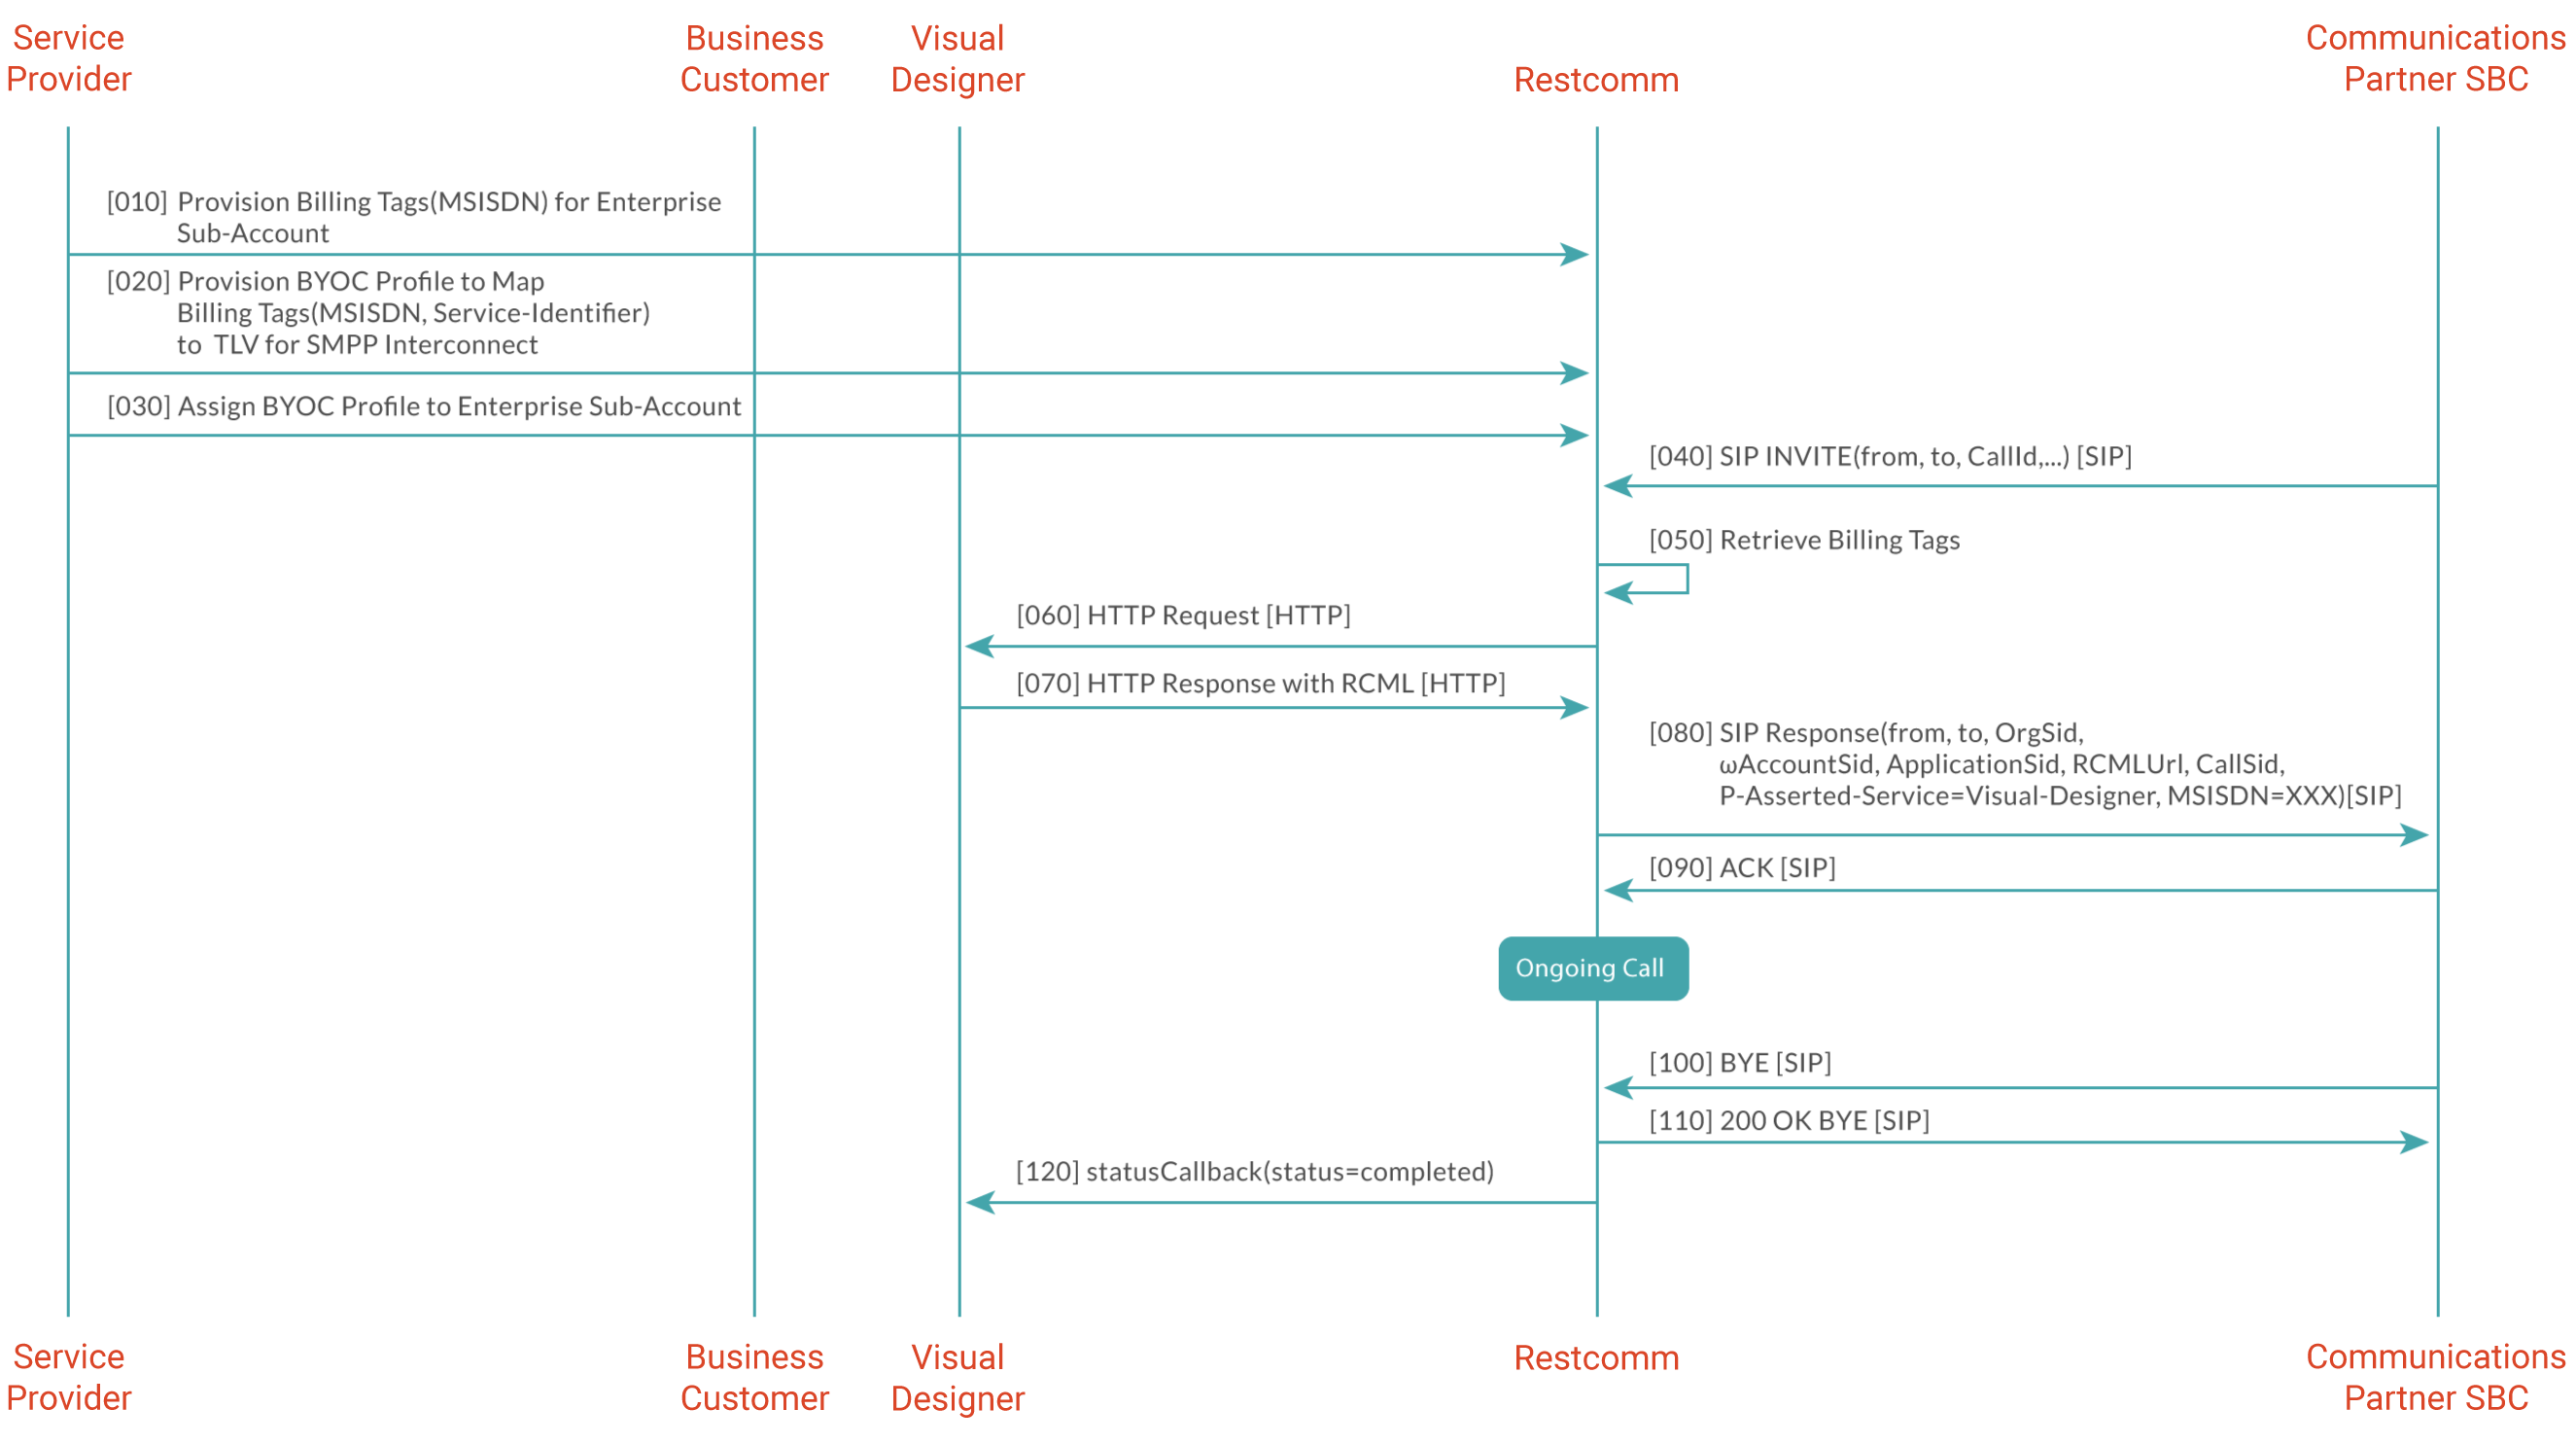 Service
Provider
Business
Customer
Visual
Designer
Restcomm
Communications
Partner SBC
[010] Provision Billing Tags(MSISDN) for Enterprise
Sub-Account
[020] Provision BYOC Profile to Map
Billing Tags(MSISDN, Service-Identifier)
to TLV for SMPP Interconnect
[030] Assign BYOC Profile to Enterprise Sub-Account
[040] SIP INVITE(from, to, CallId,...) [SIP]
[050] Retrieve Billing Tags
[060] HTTP Request [HTTP]
[070] HTTP Response with RCML [HTTP]
[080] SIP Response(from, to, OrgSid,
ωAccountSid, ApplicationSid, RCMLUrl, CallSid,
P-Asserted-Service=Visual-Designer, MSISDN=XXX)[SIP]
[090] ACK [SIP]
Ongoing Call
[100] BYE [SIP]
[110] 200 OK BYE [SIP]
[120] statusCallback(status=completed)
Service
Provider
Business
Customer
Visual
Designer
Restcomm
Communications
Partner SBC